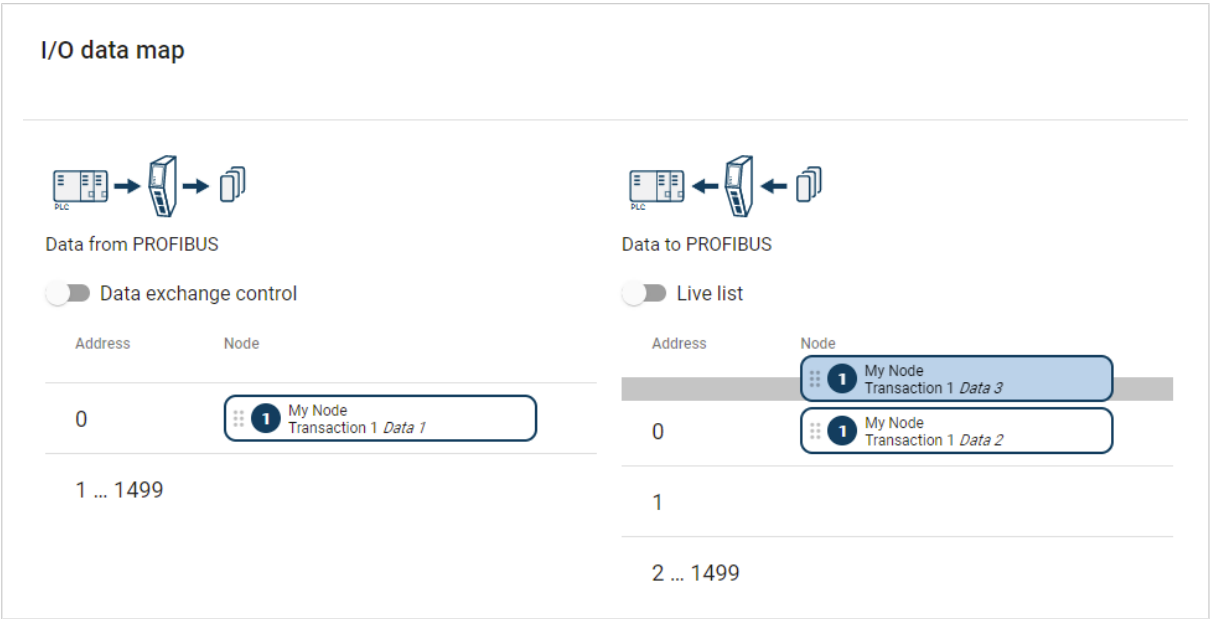 I/O data map
PLC
Data from PROFIBUS
Data exchange control
Address Node
0
1
My Node
Transaction 1 Data 1
1 ... 1499
PLC
Data to PROFIBUS
Live list
Address Node
1
My Node
Transaction 1 Data 3
0
1
My Node
Transaction 1 Data 2
1
2 ... 1499